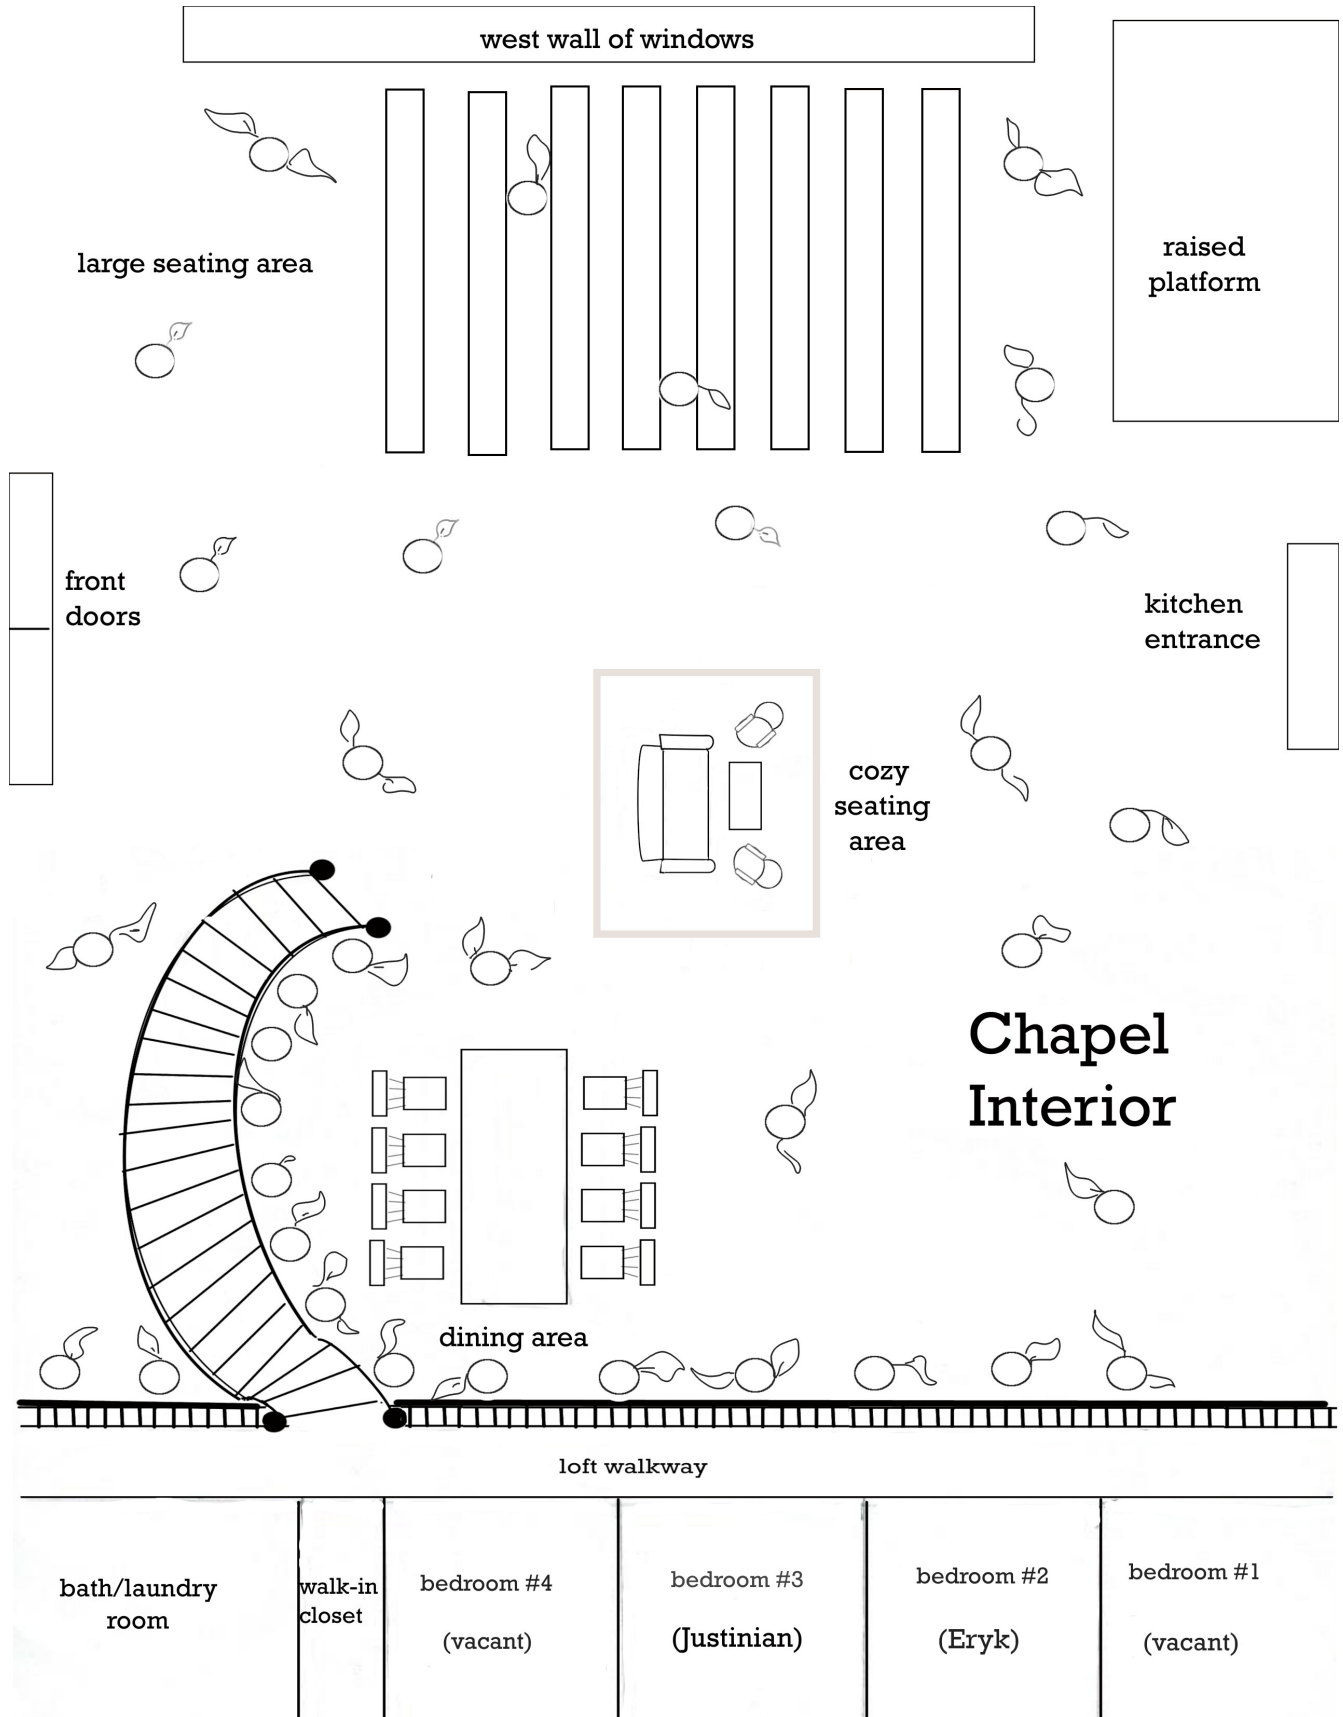 west wall of windows
large seating area
raised
platform
front
doors
kitchen
entrance
cozy
seating
area
Chapel
Interior
dining area
loft walkway
bath/laundry
room
walk-in
closet
bedroom #4
(vacant)
bedroom #3
(Justinian)
bedroom #2
(Eryk)
bedroom #1
(vacant)